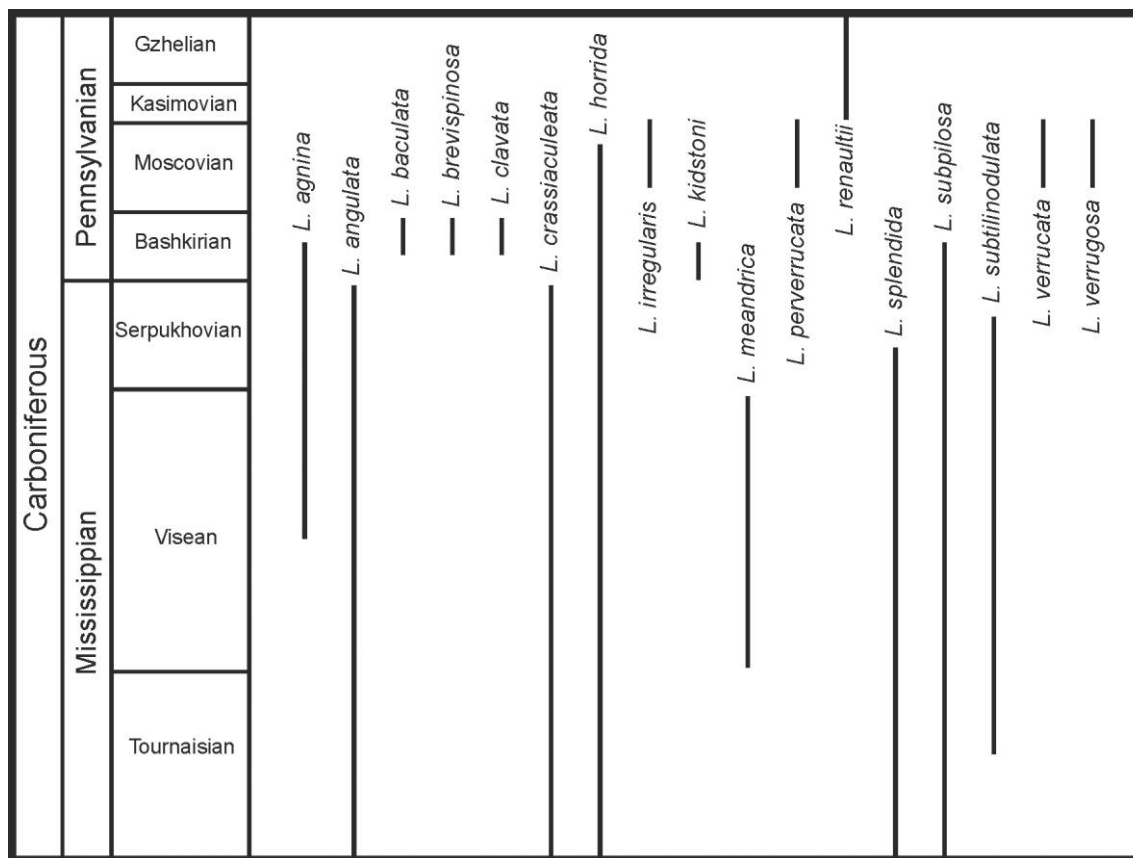 Carboniferous
Pennsylvanian
Mississippian
Gzhelian
Kasimovian
Moscovian
Bashkirian
Serpukhovian
Visean
Tournaisian
L. agnina
L. angulata
L. baculata
L. brevispinosa
L. clavata
L. crassiaculeata
L. horrida
L. irregularis
L. kidstoni
L. meandrica
L. perverrucata
L. renaultii
L. splendida
L. subpilosa
L. subtilinodulata
L. verrucata
L. verrugosa